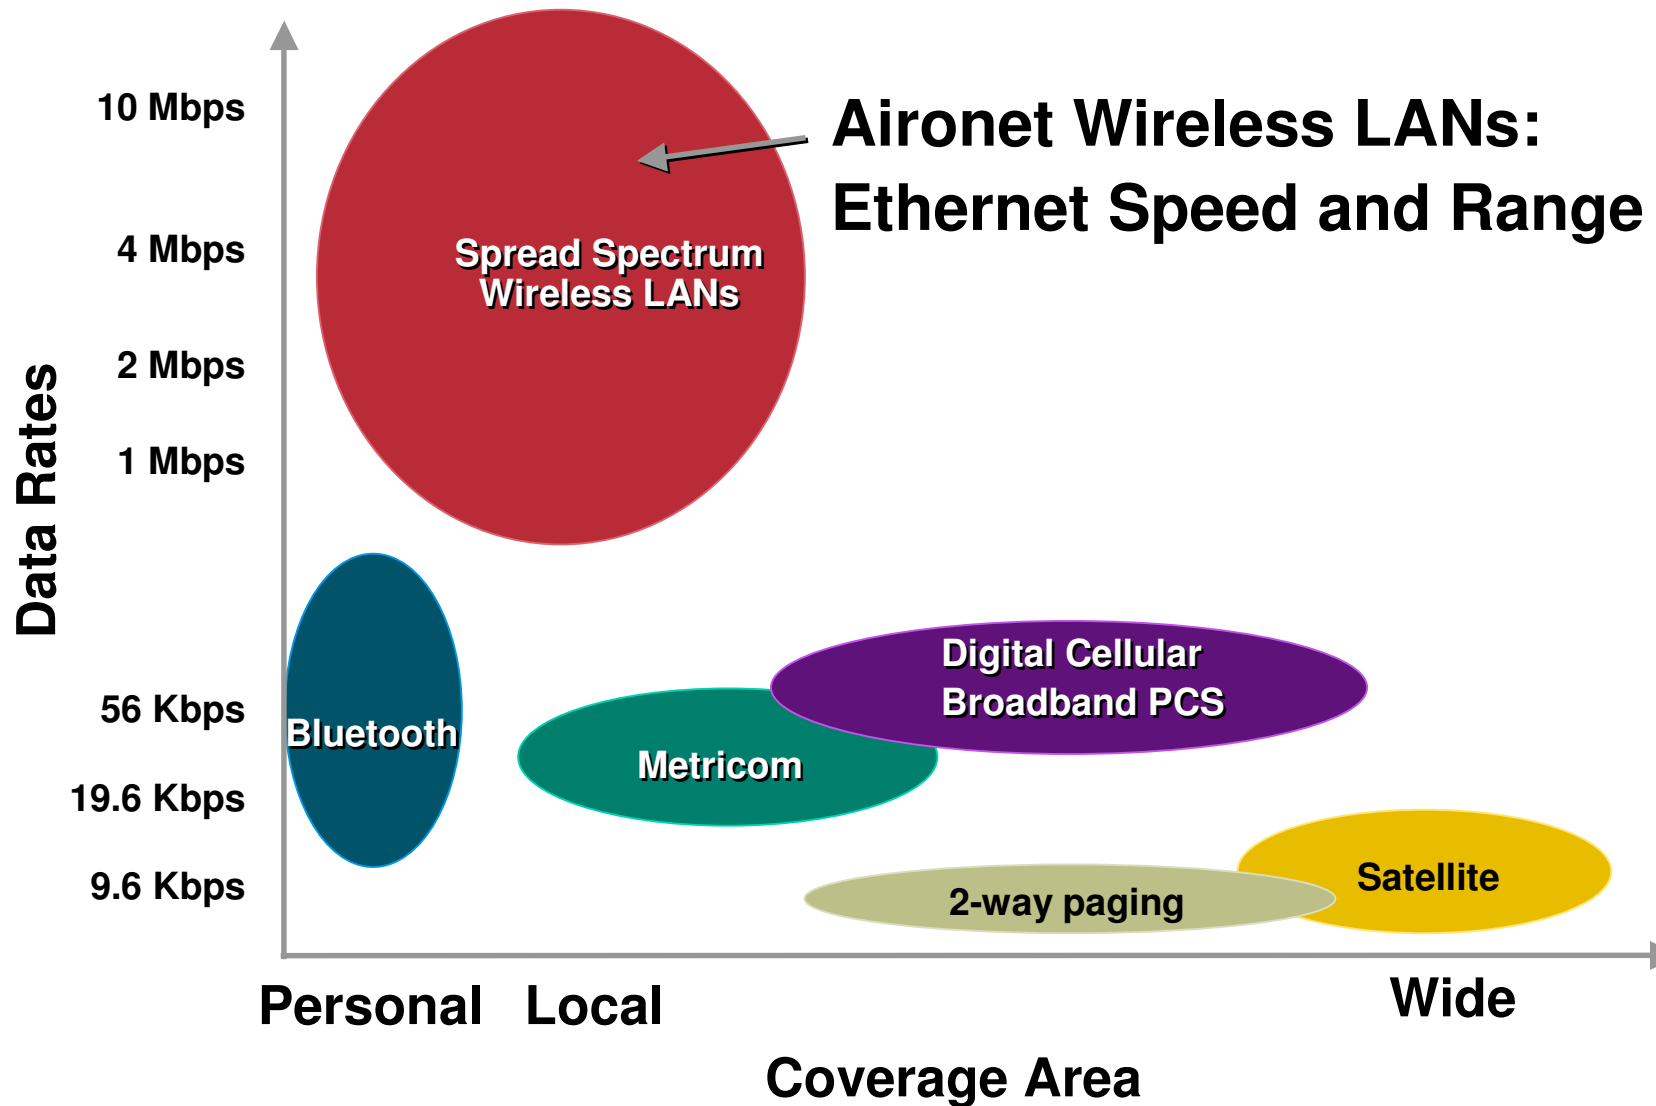 10 Mbps
Aironet Wireless LANs:
Ethernet Speed and Range
4 Mbps
Spread Spectrum
Wireless LANs
2 Mbps
1 Mbps
Data Rates
Digital Cellular
Broadband PCS
56 Kbps
Bluetooth
Metricom
19.6 Kbps
9.6 Kbps
Satellite
2-way paging
Personal
Local
Wide
Coverage Area